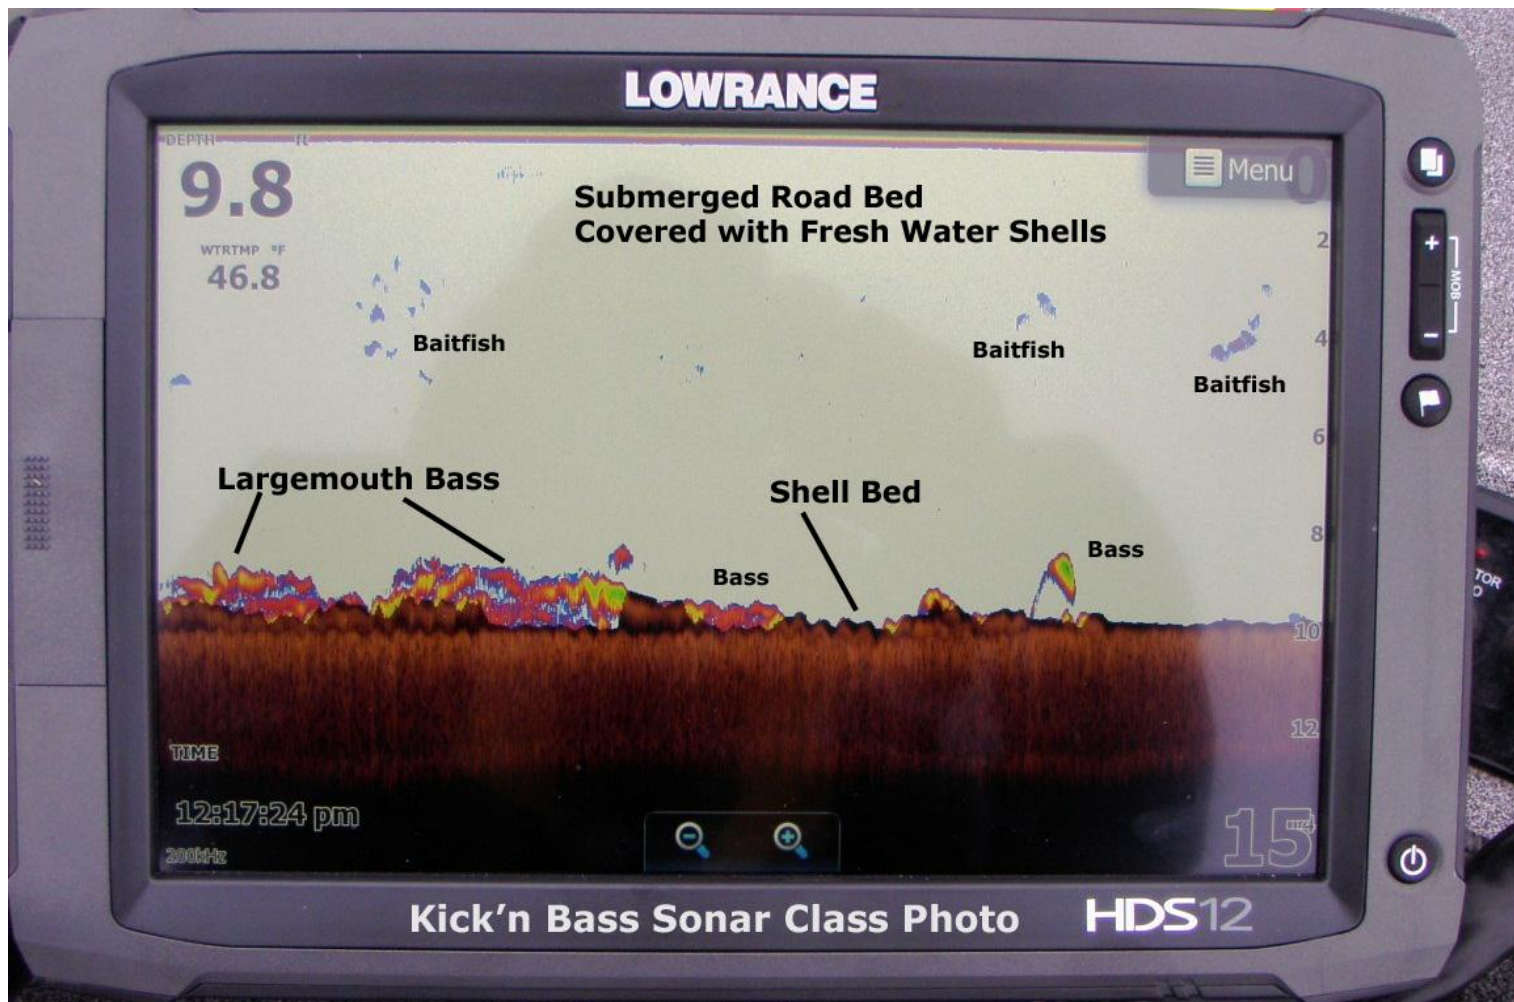 LOWRANCE
DEPTH ft
9.8
WTRTMP °F
46.8
Menu
0
Submerged Road Bed
Covered with Fresh Water Shells
2
Baitfish
Baitfish
4
Baitfish
6
Largemouth Bass
Shell Bed
8
Bass
Bass
10
12
TIME
12:17:24 pm
200kHz
15
+
MOB
−
TOR
Kick'n Bass Sonar Class Photo
HDS12